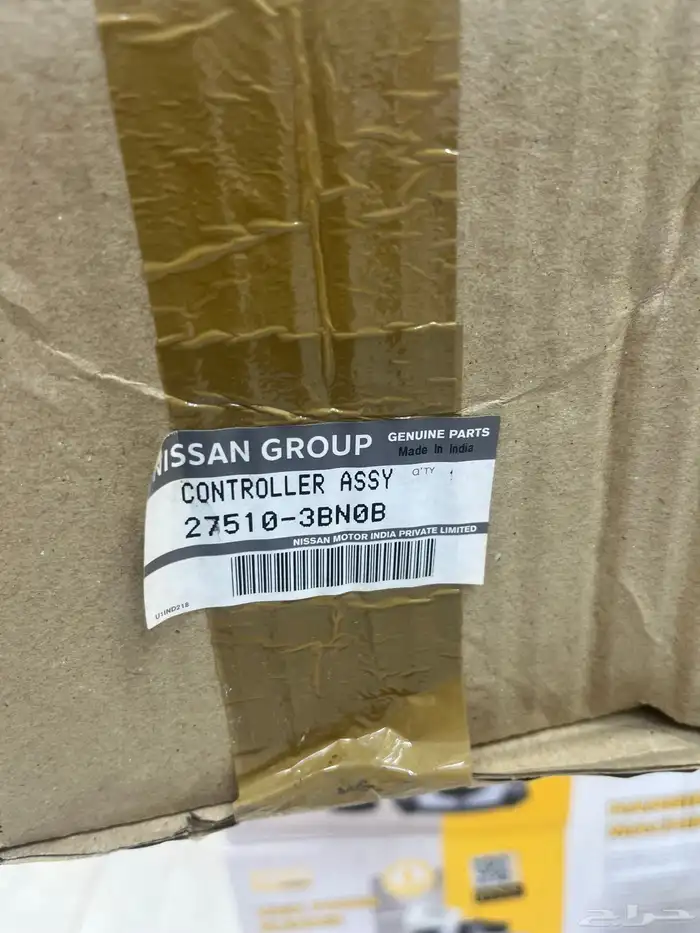 NISSAN GROUP
GENUINE PARTS
Made In India
CONTROLLER ASSY
Q'TY 1
27510-3BN0B
NISSAN MOTOR INDIA PRIVATE LIMITED
U1IND218
حراج